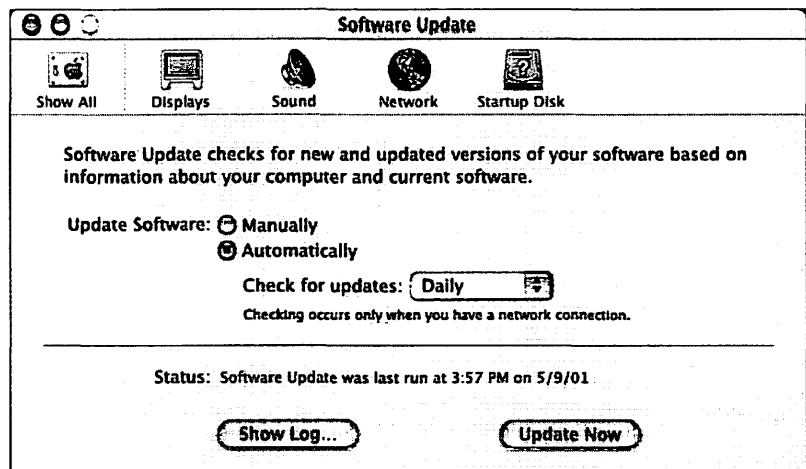 Software Update
Show All Displays Sound Network Startup Disk
Software Update checks for new and updated versions of your software based on
information about your computer and current software.
Update Software: Manually
Automatically
Check for updates: Daily
Checking occurs only when you have a network connection.
Status: Software Update was last run at 3:57 PM on 5/9/01
Show Log... Update Now